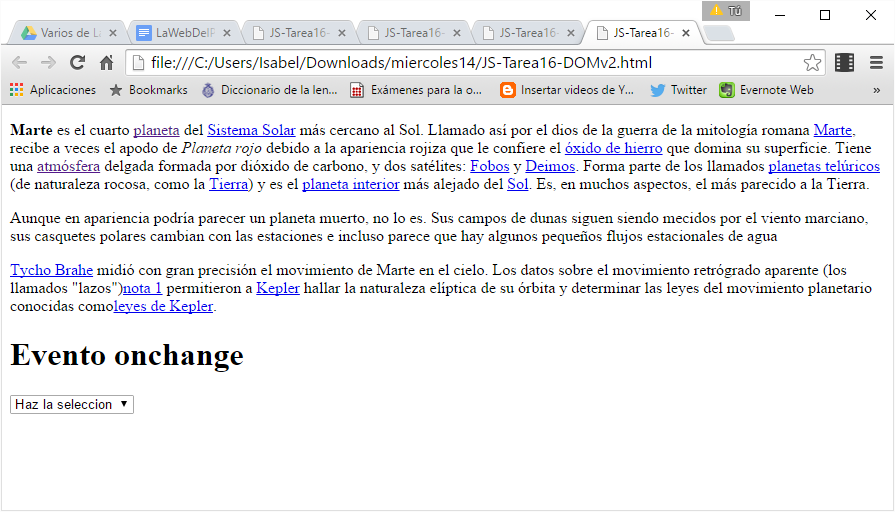 Tú
Varios de La
LaWebDelP
JS-Tarea16-
JS-Tarea16-
JS-Tarea16-
JS-Tarea16-
file:///C:/Users/Isabel/Downloads/miercoles14/JS-Tarea16-DOMv2.html
Aplicaciones
Bookmarks
Diccionario de la len...
Exámenes para la o...
Insertar videos de Y...
Twitter
Evernote Web
»
Marte es el cuarto planeta del Sistema Solar más cercano al Sol. Llamado así por el dios de la guerra de la mitología romana Marte,
recibe a veces el apodo de Planeta rojo debido a la apariencia rojiza que le confiere el óxido de hierro que domina su superficie. Tiene
una atmósfera delgada formada por dióxido de carbono, y dos satélites: Fobos y Deimos. Forma parte de los llamados planetas telúricos
(de naturaleza rocosa, como la Tierra) y es el planeta interior más alejado del Sol. Es, en muchos aspectos, el más parecido a la Tierra.
Aunque en apariencia podría parecer un planeta muerto, no lo es. Sus campos de dunas siguen siendo mecidos por el viento marciano,
sus casquetes polares cambian con las estaciones e incluso parece que hay algunos pequeños flujos estacionales de agua
Tycho Brahe midió con gran precisión el movimiento de Marte en el cielo. Los datos sobre el movimiento retrógrado aparente (los
llamados "lazos")nota 1 permitieron a Kepler hallar la naturaleza elíptica de su órbita y determinar las leyes del movimiento planetario
conocidas comoleyes de Kepler.
Evento onchange
Haz la seleccion